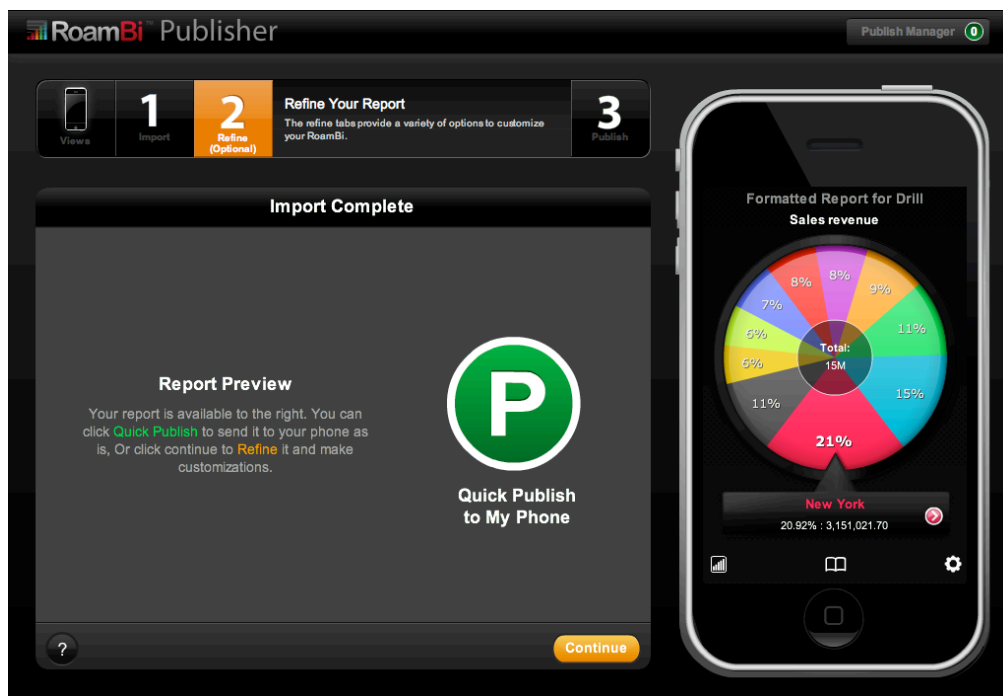 RoamBi™ Publisher
Publish Manager 0
Views
1
Import
2
Refine
(Optional)
Refine Your Report
The refine tabs provide a variety of options to customize
your RoamBi.
3
Publish
Import Complete
Report Preview
Your report is available to the right. You can
click Quick Publish to send it to your phone as
is, Or click continue to Refine it and make
customizations.
P
Quick Publish
to My Phone
?
Continue
Formatted Report for Drill
Sales revenue
8%
8%
9%
7%
11%
6%
6%
Total:
15M
15%
11%
21%
New York
20.92% : 3,151,021.70